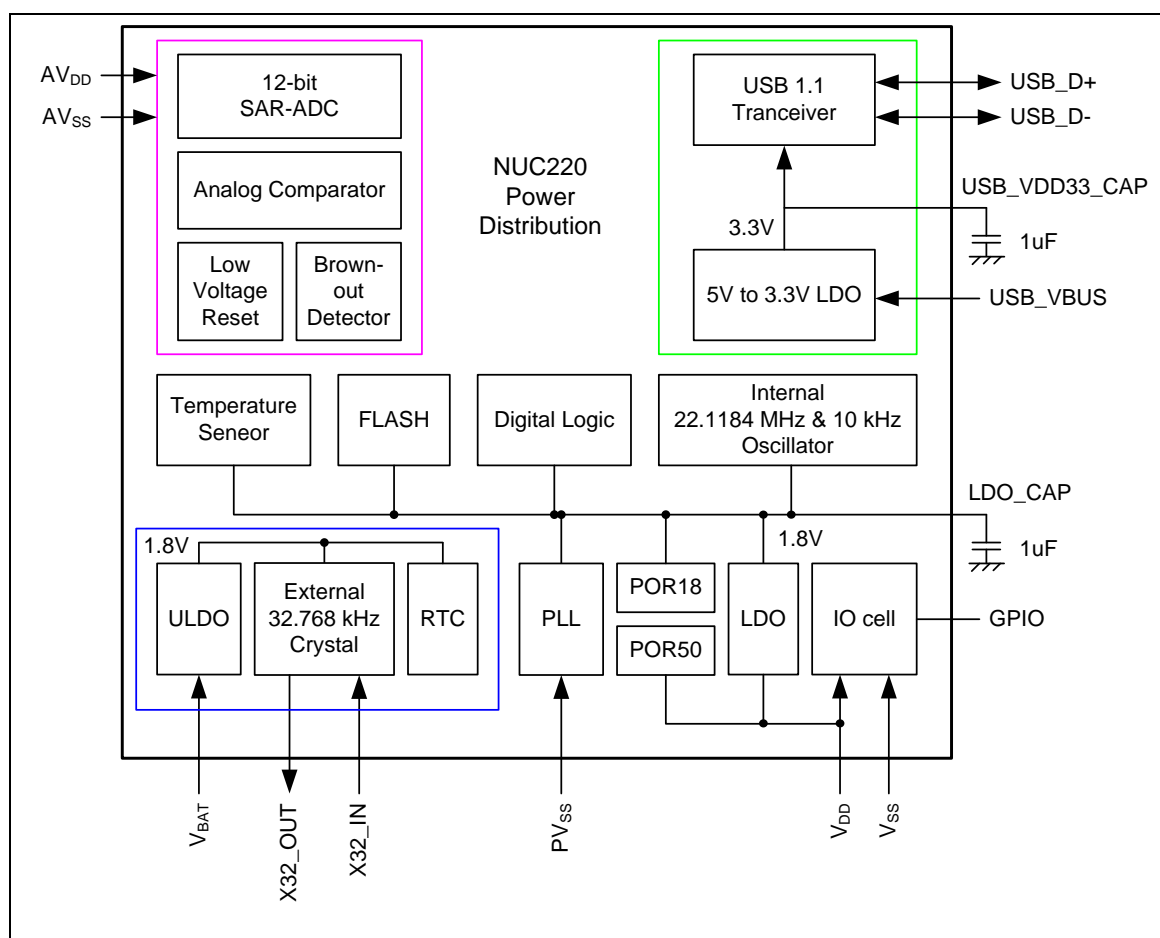 AVDD
AVSS
12-bit
SAR-ADC
Analog Comparator
Low
Voltage
Reset
Brown-
out
Detector
NUC220
Power
Distribution
USB 1.1
Tranceiver
USB_D+
USB_D-
USB_VDD33_CAP
3.3V
1uF
5V to 3.3V LDO
USB_VBUS
Temperature
Seneor
FLASH
Digital Logic
Internal
22.1184 MHz & 10 kHz
Oscillator
LDO_CAP
1uF
1.8V
ULDO
External
32.768 kHz
Crystal
RTC
PLL
POR18
POR50
1.8V
LDO
IO cell
GPIO
VBAT
X32_OUT
X32_IN
PVSS
VDD
VSS